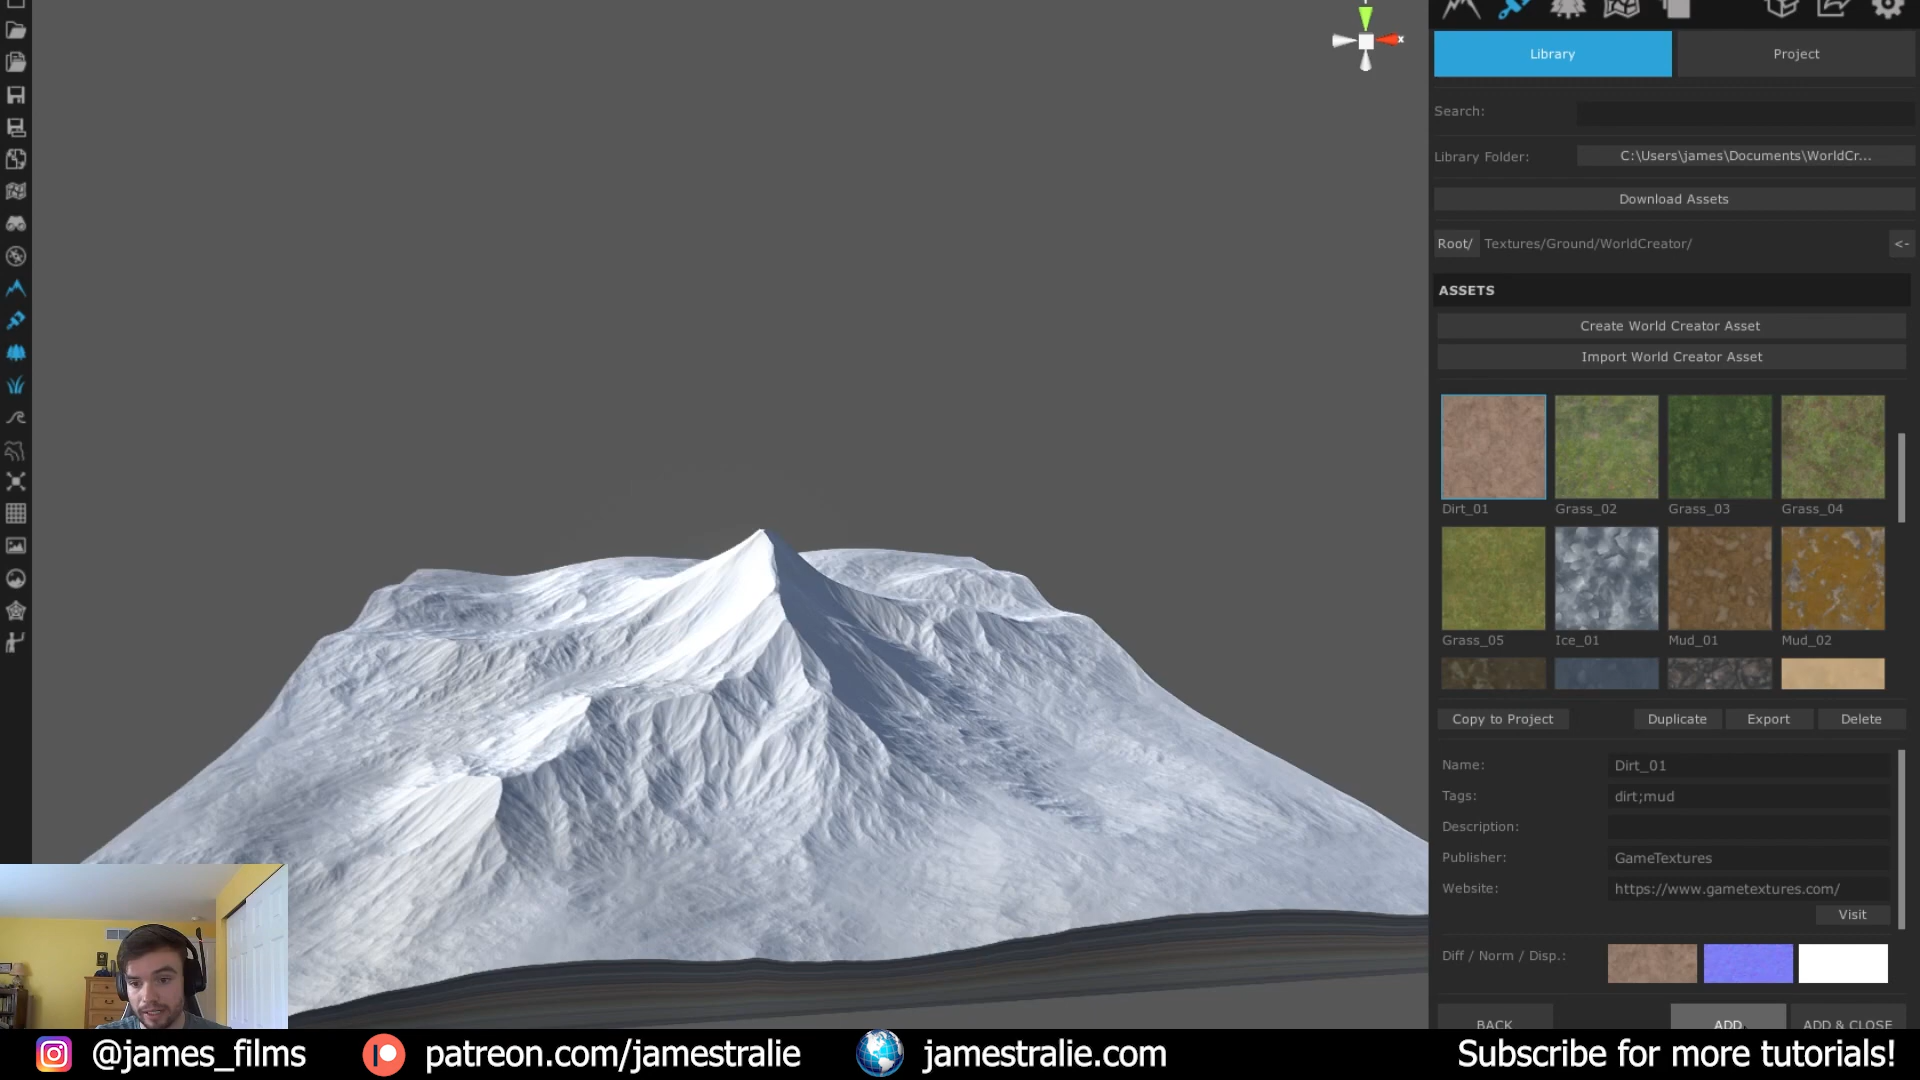 x
Library
Project
Search:
Library Folder:
C:\Users\james\Documents\WorldCr...
Download Assets
Root/
Textures/Ground/WorldCreator/
<-
ASSETS
Create World Creator Asset
Import World Creator Asset
Dirt_01
Grass_02
Grass_03
Grass_04
Grass_05
Ice_01
Mud_01
Mud_02
Copy to Project
Duplicate
Export
Delete
Name:
Dirt_01
Tags:
dirt;mud
Description:
Publisher:
GameTextures
Website:
https://www.gametextures.com/
Visit
Diff / Norm / Disp.:
BACK
ADD
ADD & CLOSE
@james_films
patreon.com/jamestralie
jamestralie.com
Subscribe for more tutorials!